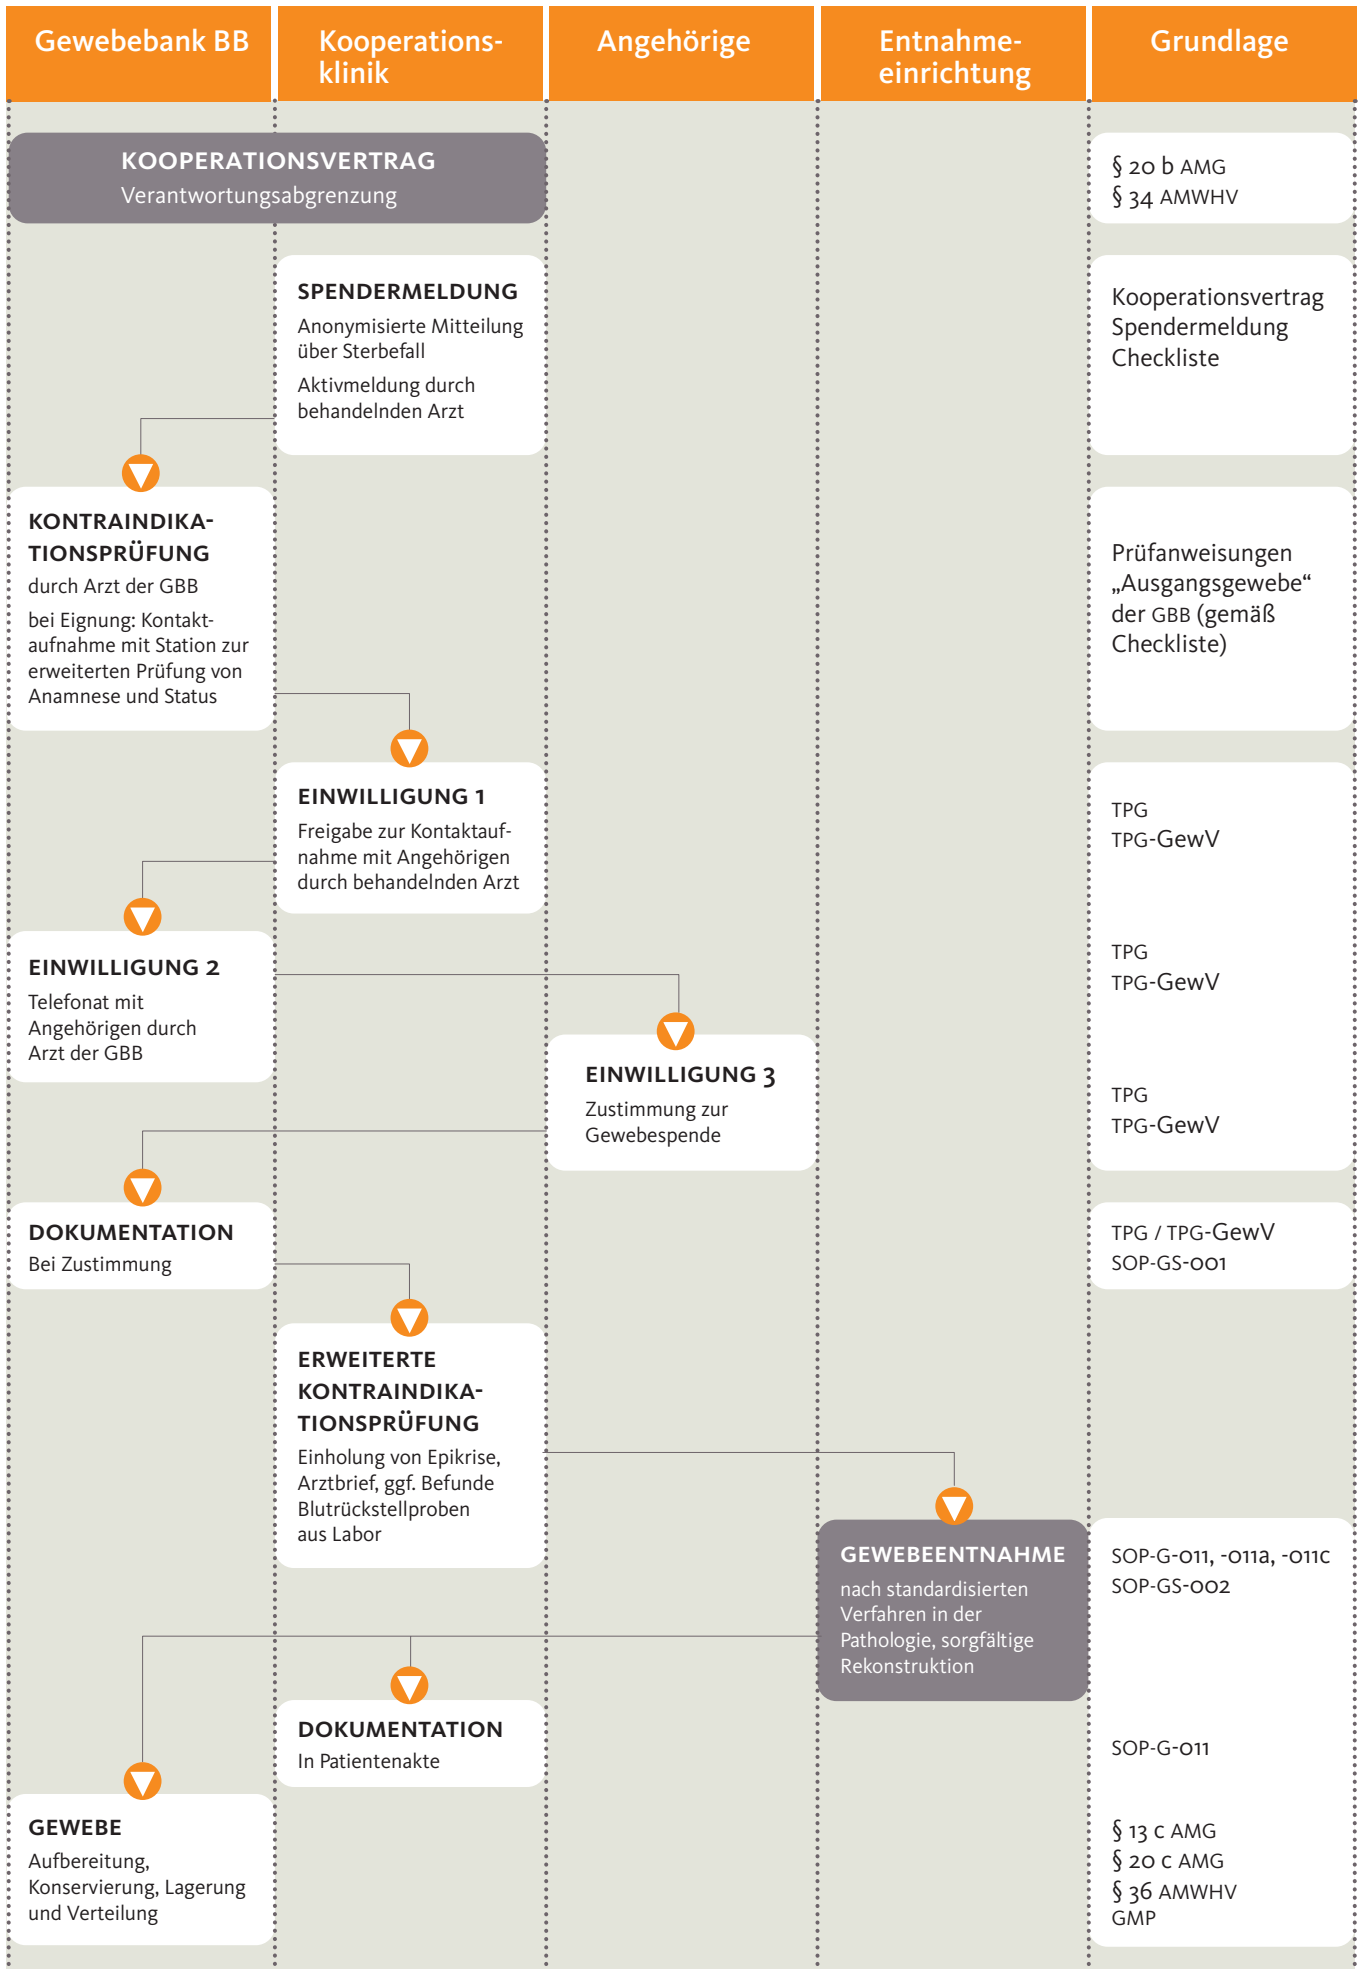 Gewebebank BB
Kooperations-
klinik
Angehörige
Entnahme-
einrichtung
Grundlage
KOOPERATIONSVERTRAG
Verantwortungsabgrenzung
§ 20 b AMG
§ 34 AMWHV
SPENDERMELDUNG
Anonymisierte Mitteilung
über Sterbefall
Aktivmeldung durch
behandelnden Arzt
Kooperationsvertrag
Spendermeldung
Checkliste
KONTRAINDIKA-
TIONSPRÜFUNG
durch Arzt der GBB
bei Eignung: Kontakt-
aufnahme mit Station zur
erweiterten Prüfung von
Anamnese und Status
Prüfanweisungen
„Ausgangsgewebe“
der GBB (gemäß
Checkliste)
EINWILLIGUNG 1
Freigabe zur Kontaktauf-
nahme mit Angehörigen
durch behandelnden Arzt
TPG
TPG-GewV
EINWILLIGUNG 2
Telefonat mit
Angehörigen durch
Arzt der GBB
TPG
TPG-GewV
EINWILLIGUNG 3
Zustimmung zur
Gewebespende
TPG
TPG-GewV
DOKUMENTATION
Bei Zustimmung
TPG / TPG-GewV
SOP-GS-001
ERWEITERTE
KONTRAINDIKA-
TIONSPRÜFUNG
Einholung von Epikrise,
Arztbrief, ggf. Befunde
Blutrückstellproben
aus Labor
GEWEBEENTNAHME
nach standardisierten
Verfahren in der
Pathologie, sorgfältige
Rekonstruktion
SOP-G-011, -011a, -011c
SOP-GS-002
DOKUMENTATION
In Patientenakte
SOP-G-011
GEWEBE
Aufbereitung,
Konservierung, Lagerung
und Verteilung
§ 13 c AMG
§ 20 c AMG
§ 36 AMWHV
GMP